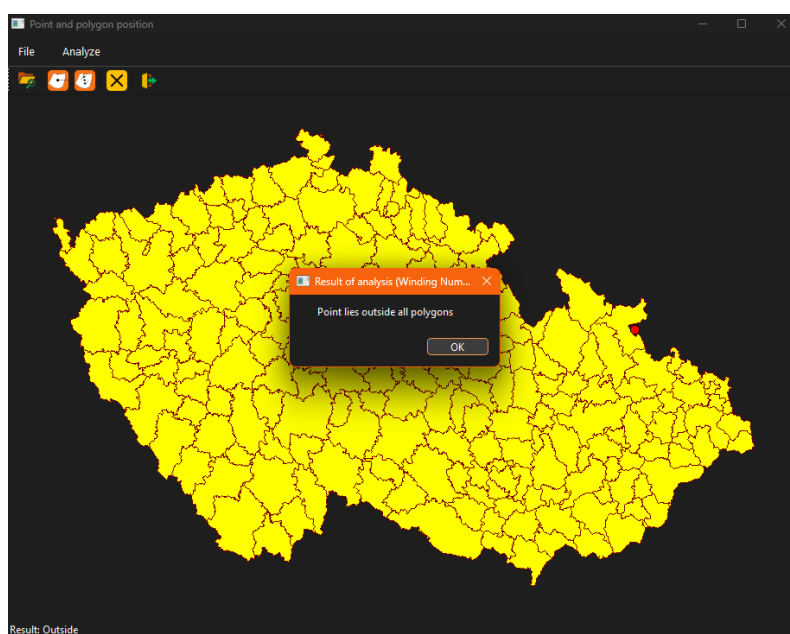 Point and polygon position
File Analyze
Result of analysis (Winding Num...
Point lies outside all polygons
OK
Result: Outside